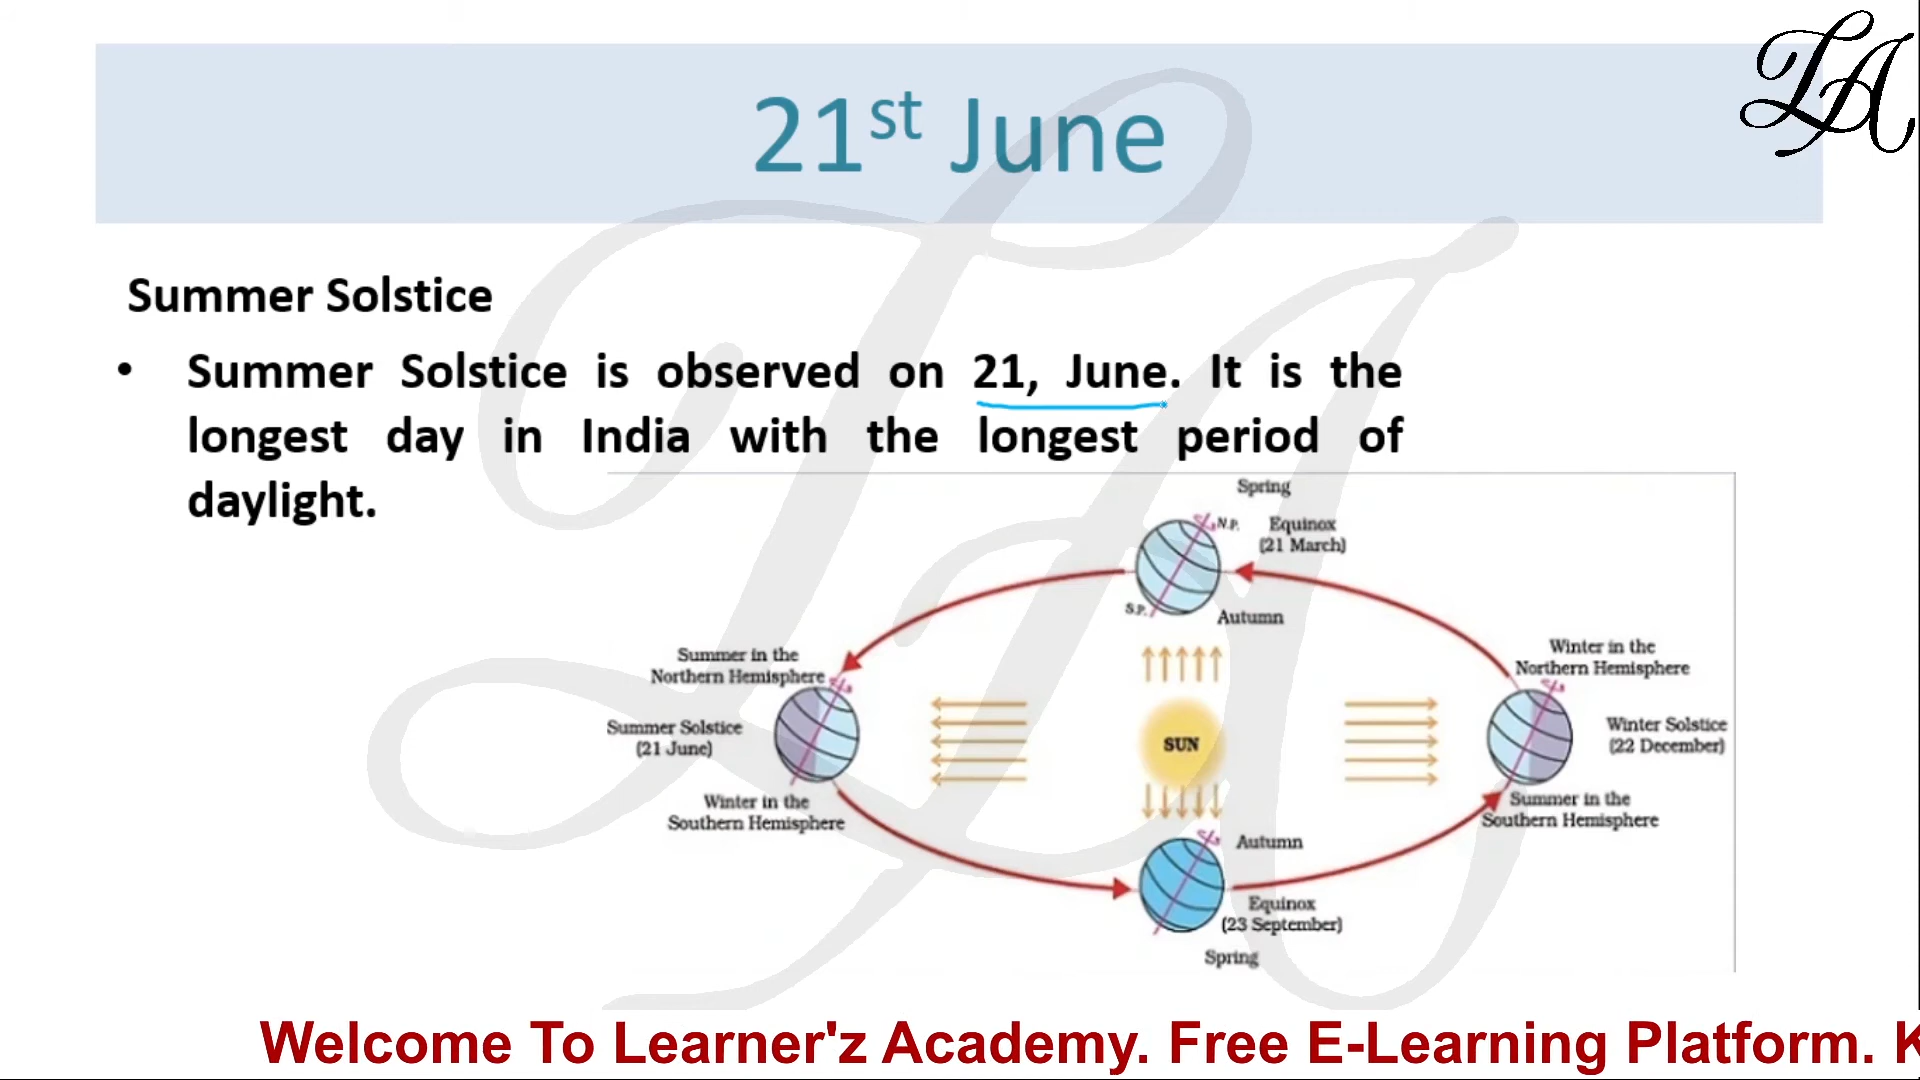 LA
21st June
Summer Solstice
• Summer Solstice is observed on 21, June. It is the
longest day in India with the longest period of
daylight.
Spring
N.P.
Equinox
(21 March)
S.P.
Autumn
Summer in the
Northern Hemisphere
Summer Solstice
(21 June)
Winter in the
Southern Hemisphere
SUN
Winter in the
Northern Hemisphere
Winter Solstice
(22 December)
Summer in the
Southern Hemisphere
Autumn
Equinox
(23 September)
Spring
Welcome To Learner'z Academy. Free E-Learning Platform. K